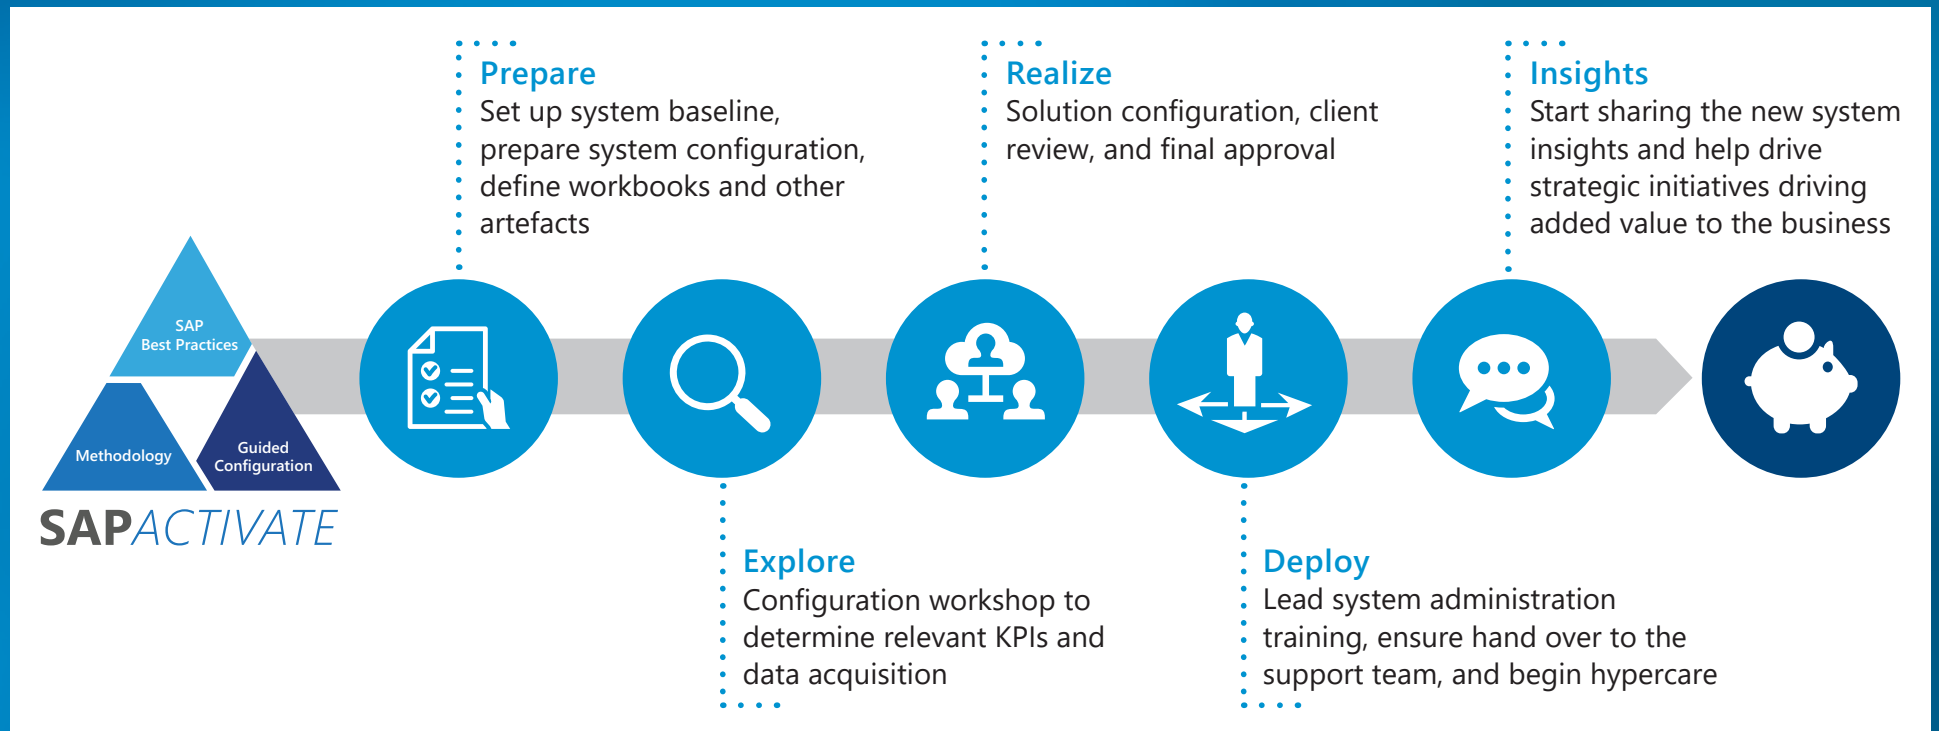 Prepare
Set up system baseline,
prepare system configuration,
define workbooks and other
artefacts
Realize
Solution configuration, client
review, and final approval
Insights
Start sharing the new system
insights and help drive
strategic initiatives driving
added value to the business
SAP
Best Practices
Methodology
Guided
Configuration
SAPACTIVATE
Explore
Configuration workshop to
determine relevant KPIs and
data acquisition
Deploy
Lead system administration
training, ensure hand over to the
support team, and begin hypercare